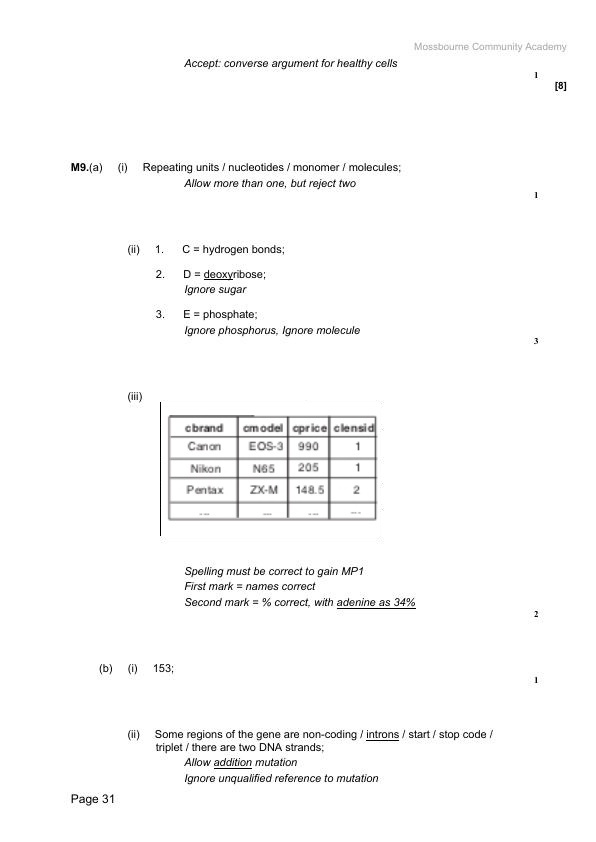 Mossbourne Community Academy
Accept: converse argument for healthy cells
1
[8]
M9.(a) (i) Repeating units / nucleotides / monomer / molecules;
Allow more than one, but reject two
1
(ii) 1. C = hydrogen bonds;
2. D = deoxyribose;
Ignore sugar
3. E = phosphate;
Ignore phosphorus, Ignore molecule
3
(iii)
cbrand cmodel cprice clensid
Canon EOS-3 990 1
Nikon N65 205 1
Pentax ZX-M 148.5 2
... ... ... ...
Spelling must be correct to gain MP1
First mark = names correct
Second mark = % correct, with adenine as 34%
2
(b) (i) 153;
1
(ii) Some regions of the gene are non-coding / introns / start / stop code /
triplet / there are two DNA strands;
Allow addition mutation
Ignore unqualified reference to mutation
Page 31